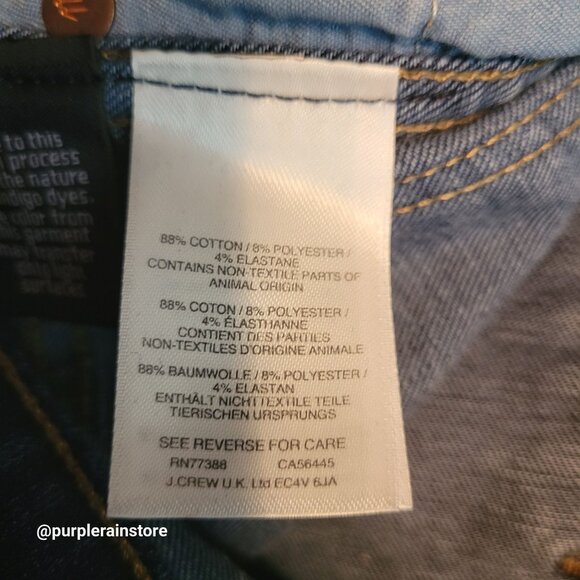 to this
process
the nature
indigo dyes.
color from
this garment
88% COTTON / 8% POLYESTER /
4% ELASTANE
CONTAINS NON-TEXTILE PARTS OF
ANIMAL ORIGIN
88% COTON / 8% POLYESTER /
4% ÉLASTHANNE
CONTIENT DES PARTIES
NON-TEXTILES D'ORIGINE ANIMALE
88% BAUMWOLLE / 8% POLYESTER /
4% ELASTAN
ENTHÄLT NICHTTEXTILE TEILE
TIERISCHEN URSPRUNGS
SEE REVERSE FOR CARE
RN77388 CA56445
J.CREW U.K. Ltd EC4V 6JA
@purplerainstore